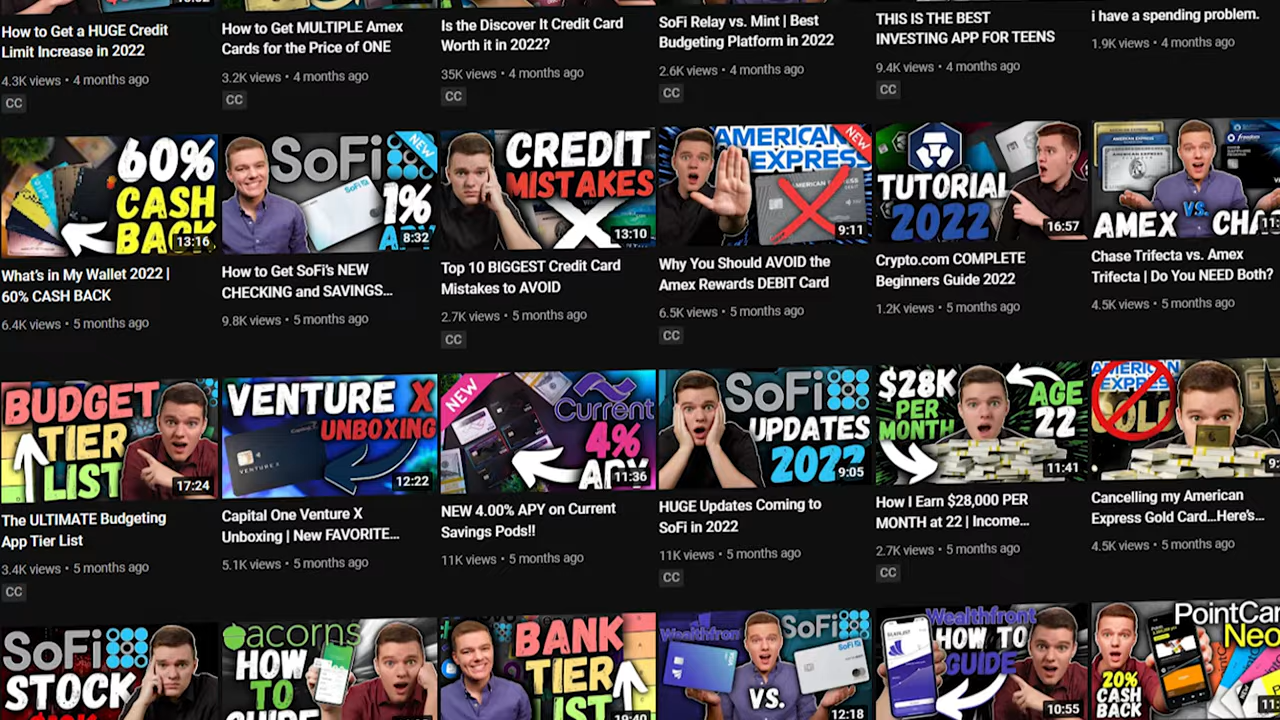 How to Get a HUGE Credit
Limit Increase in 2022
4.3K views • 4 months ago
CC
How to Get MULTIPLE Amex
Cards for the Price of ONE
3.2K views • 4 months ago
CC
Is the Discover It Credit Card
Worth it in 2022?
35K views • 4 months ago
CC
SoFi Relay vs. Mint | Best
Budgeting Platform in 2022
2.6K views • 4 months ago
CC
THIS IS THE BEST
INVESTING APP FOR TEENS
9.4K views • 4 months ago
CC
i have a spending problem.
1.9K views • 4 months ago
60%
CASH
BACK
13:16
What's in My Wallet 2022 |
60% CASH BACK
6.4K views • 5 months ago
SoFi
NEW
SoFi
1%
8:32
How to Get SoFi's NEW
CHECKING and SAVINGS...
9.8K views • 5 months ago
CREDIT
MISTAKES
X
13:10
Top 10 BIGGEST Credit Card
Mistakes to AVOID
2.7K views • 5 months ago
CC
AMERICAN
EXPRESS
NEW
9:11
Why You Should AVOID the
Amex Rewards DEBIT Card
6.5K views • 5 months ago
CC
TUTORIAL
2022
16:57
Crypto.com COMPLETE
Beginners Guide 2022
1.2K views • 5 months ago
AMEX VS. CHA
11:
Chase Trifecta vs. Amex
Trifecta | Do You NEED Both?
4.5K views • 5 months ago
BUDGET
TIER
LIST
17:24
The ULTIMATE Budgeting
App Tier List
3.4K views • 5 months ago
CC
VENTURE X
UNBOXING
VENTURE X
12:22
Capital One Venture X
Unboxing | New FAVORITE...
5.1K views • 5 months ago
NEW
Current
4%
APY
11:36
NEW 4.00% APY on Current
Savings Pods!!
11K views • 5 months ago
SoFi
UPDATES
2022
9:05
HUGE Updates Coming to
SoFi in 2022
11K views • 5 months ago
CC
$28K
PER
MONTH
AGE
22
11:41
How I Earn $28,000 PER
MONTH at 22 | Income...
2.7K views • 5 months ago
CC
AMERICAN
EXPRESS
GOLD
9:
Cancelling my American
Express Gold Card...Here's...
4.5K views • 5 months ago
SoFi
STOCK
acorns
HOW
TO
GUIDE
BANK
TIER
LIST
19:40
Wealthfront
SoFi
VS.
12:18
Wealthfront
HOW TO
GUIDE
10:55
PointCar
Neo
20%
CASH
BACK
11: